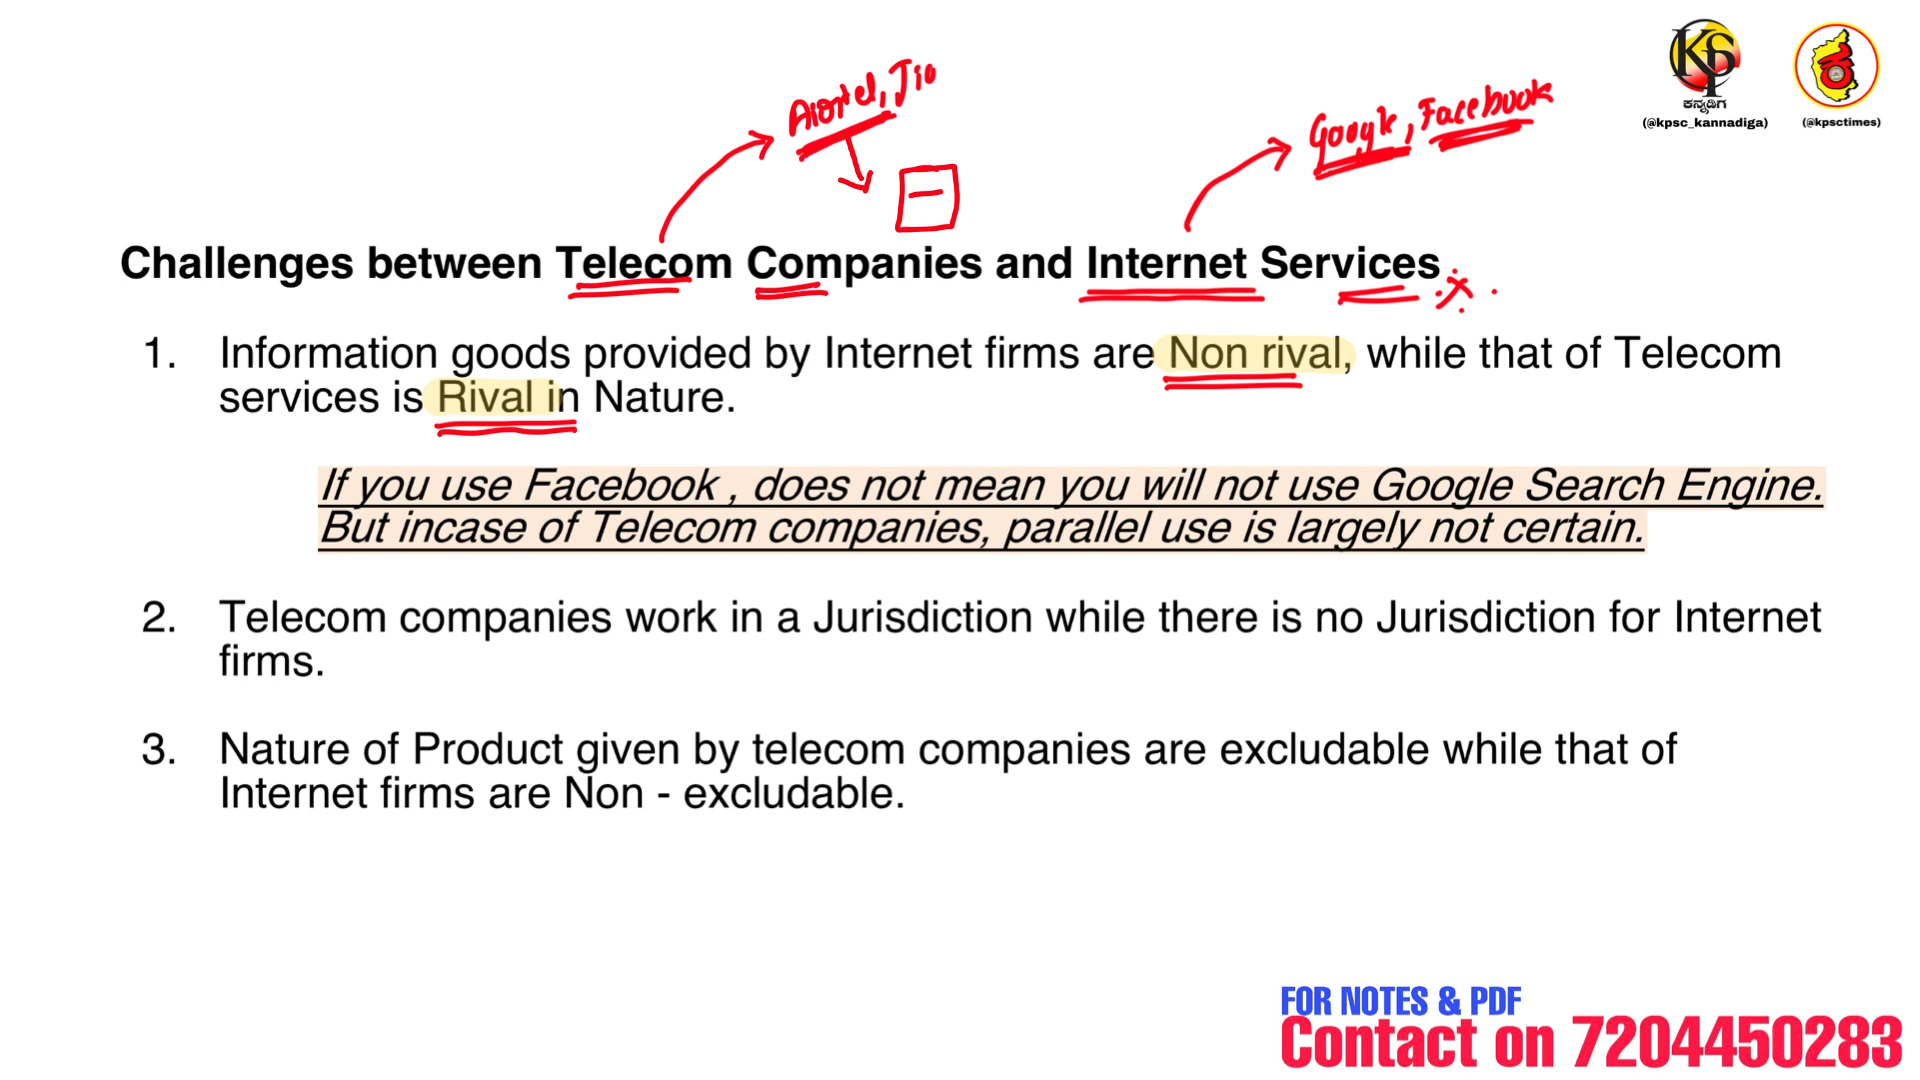 Airtel, Jio
Google, Facebook
KPSC
ಕನ್ನಡಿಗ
(@kpsc_kannadiga)
(@kpsctimes)
Challenges between Telecom Companies and Internet Services
1. Information goods provided by Internet firms are Non rival, while that of Telecom
services is Rival in Nature.
If you use Facebook , does not mean you will not use Google Search Engine.
But incase of Telecom companies, parallel use is largely not certain.
2. Telecom companies work in a Jurisdiction while there is no Jurisdiction for Internet
firms.
3. Nature of Product given by telecom companies are excludable while that of
Internet firms are Non - excludable.
FOR NOTES & PDF
Contact on 7204450283